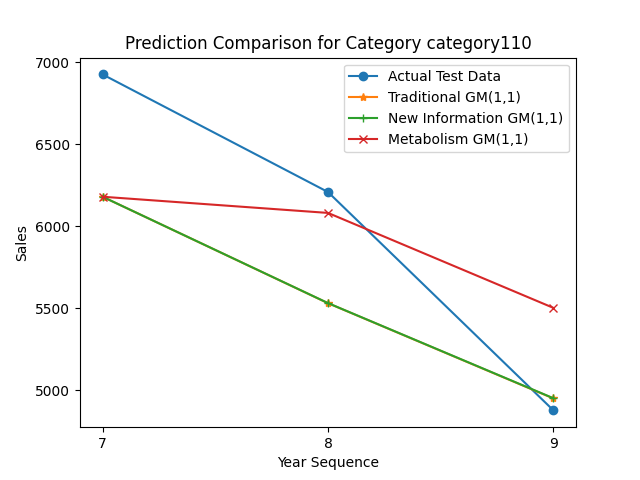 Prediction Comparison for Category category110
Actual Test Data
Traditional GM(1,1)
New Information GM(1,1)
Metabolism GM(1,1)
7000
6500
6000
5500
5000
Sales
7 8 9
Year Sequence